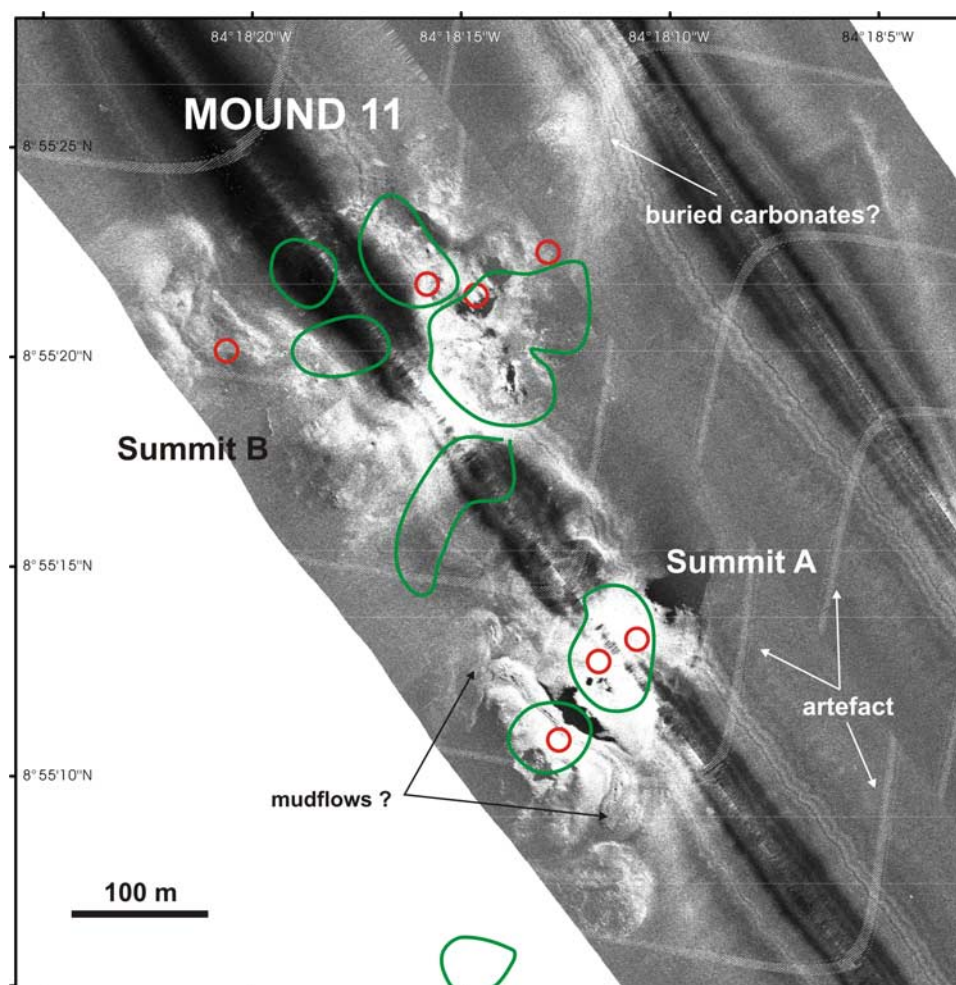 84°18'20"W 84°18'15"W 84°18'10"W 84°18'5"W
MOUND 11
8°55'25"N
buried carbonates?
8°55'20"N
Summit B
8°55'15"N
Summit A
artefact
8°55'10"N
mudflows ?
100 m